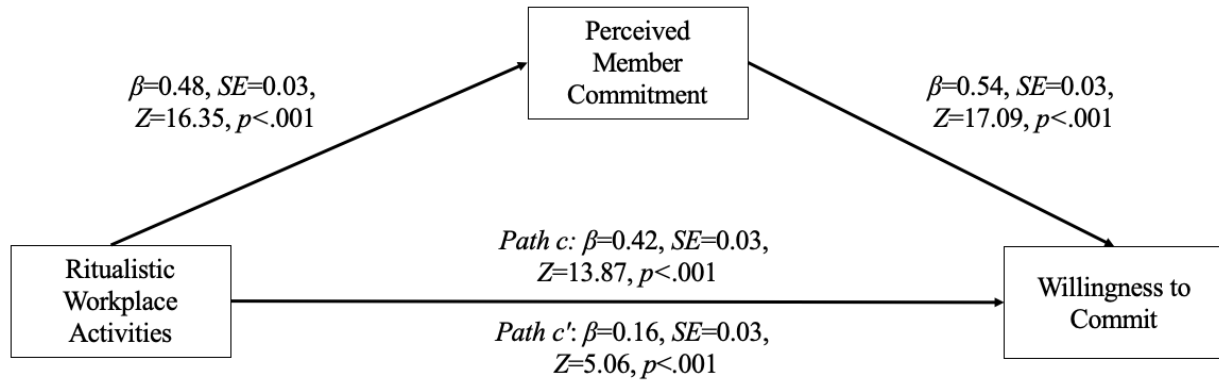 Perceived
Member
Commitment
β=0.48, SE=0.03,
Z=16.35, p<.001
β=0.54, SE=0.03,
Z=17.09, p<.001
Ritualistic
Workplace
Activities
Path c: β=0.42, SE=0.03,
Z=13.87, p<.001
Path c': β=0.16, SE=0.03,
Z=5.06, p<.001
Willingness to
Commit